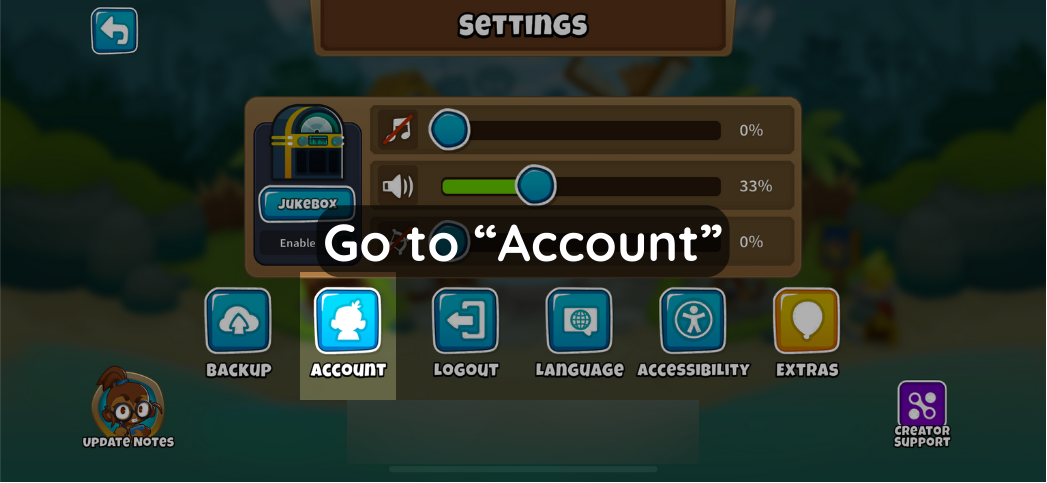 SETTINGS
0%
33%
JUKEBOX
Enable
0%
Go to “Account”
BACKUP
ACCOUNT
LOGOUT
LANGUAGE
ACCESSIBILITY
EXTRAS
UPDATE NOTES
CREATOR
SUPPORT